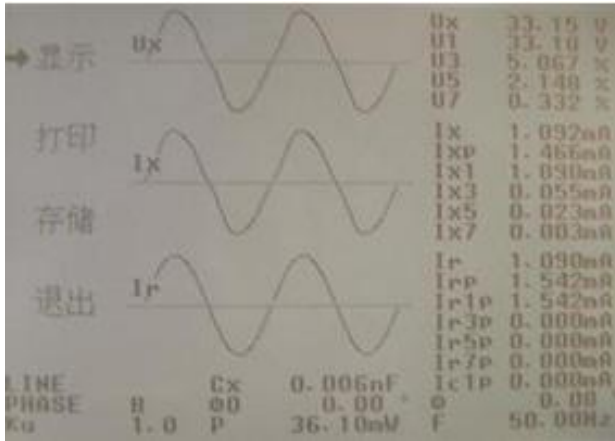 →显示
打印
存储
退出
Ux
Ix
Ir
Ux 33.15 V
U1 33.10 V
U3 5.067 %
U5 2.148 %
U7 0.332 %
Ix 1.092mA
Ixp 1.466mA
Ix1 1.090mA
Ix3 0.055mA
Ix5 0.023mA
Ix7 0.003mA
Ir 1.090mA
Irp 1.542mA
Ir1p 1.542mA
Ir3p 0.000mA
Ir5p 0.000mA
Ir7p 0.000mA
Ic1p 0.000mA
LINE Cx 0.006nF
PHASE B Φ0 0.00 ° Φ 0.00
Ku 1.0 P 36.10mW F 50.00Hz